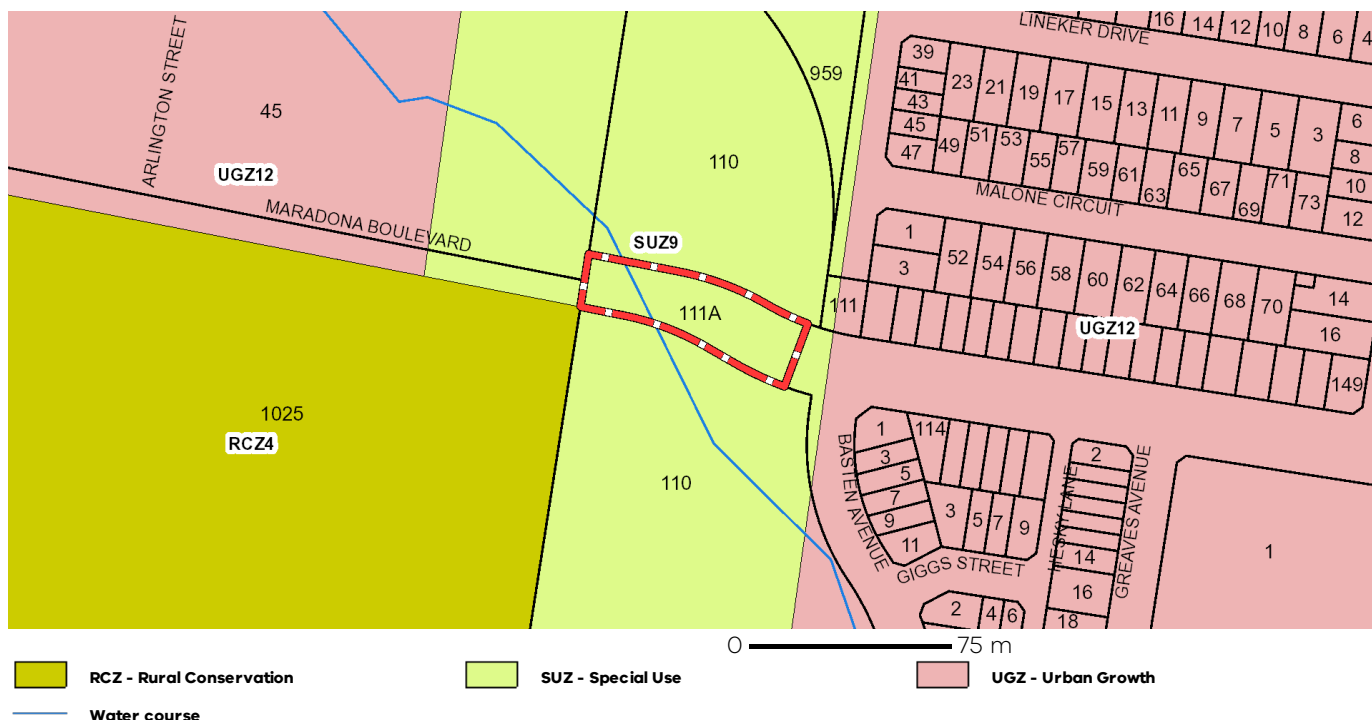 LINEKER DRIVE
16 14 12 10 8 6 4
ARLINGTON STREET
45
UGZ12
MARADONA BOULEVARD
110
959
39
41
43
45
47
23 21 19 17 15 13 11 9 7 5 3
6
8
10
12
49 51 53 55 57 59 61 63 65 67 69 71 73
MALONE CIRCUIT
SUZ9
111A
1
3
52 54 56 58 60 62 64 66 68 70
14
16
111
UGZ12
149
1025
RCZ4
110
BASTEN AVENUE
1
3
5
7
9
11
114
3 5 7 9
GIGGS STREET
HESKY LANE
2
14
16
18
GREAVES AVENUE
1
2 4 6
0 75 m
RCZ - Rural Conservation
SUZ - Special Use
UGZ - Urban Growth
Water course